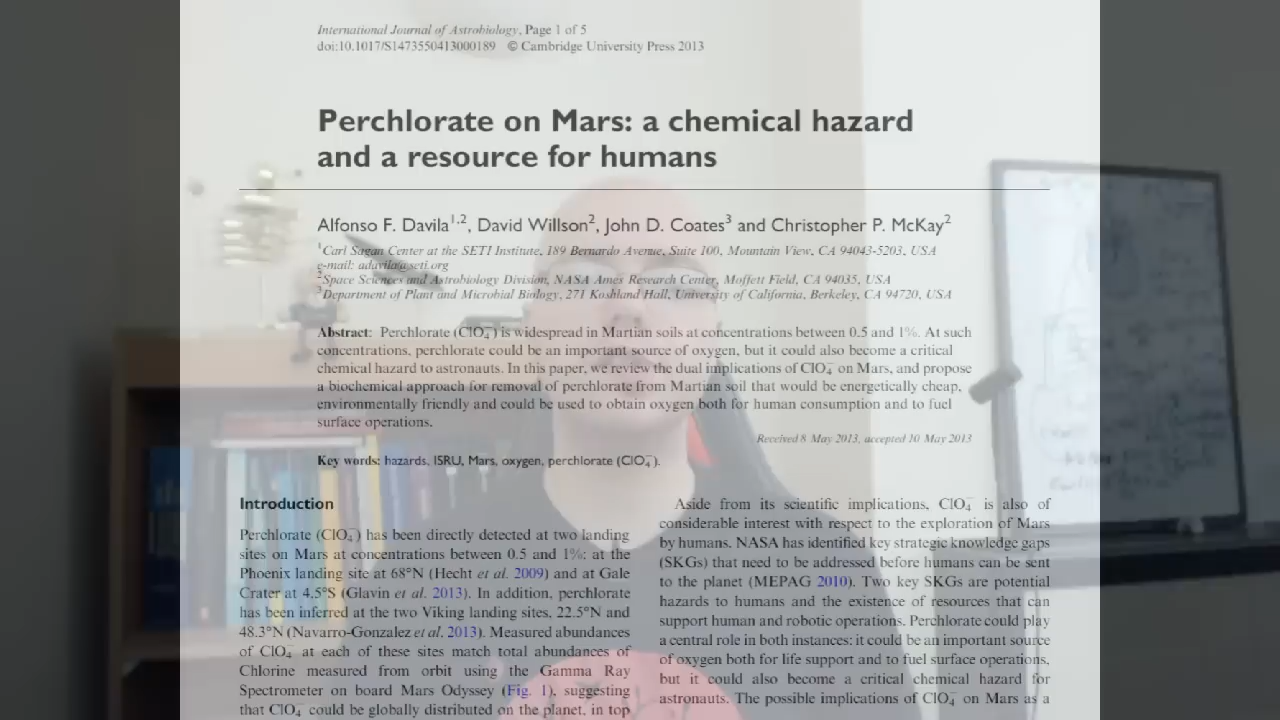 International Journal of Astrobiology, Page 1 of 5
doi:10.1017/S1473550413000189 © Cambridge University Press 2013
Perchlorate on Mars: a chemical hazard
and a resource for humans
Alfonso F. Davila1,2, David Willson2, John D. Coates3 and Christopher P. McKay2
1Carl Sagan Center at the SETI Institute, 189 Bernardo Avenue, Suite 100, Mountain View, CA 94043-5203, USA
e-mail: adavila@seti.org
2Space Sciences and Astrobiology Division, NASA Ames Research Center, Moffett Field, CA 94035, USA
3Department of Plant and Microbial Biology, 271 Koshland Hall, University of California, Berkeley, CA 94720, USA
Abstract: Perchlorate (ClO4−) is widespread in Martian soils at concentrations between 0.5 and 1%. At such
concentrations, perchlorate could be an important source of oxygen, but it could also become a critical
chemical hazard to astronauts. In this paper, we review the dual implications of ClO4− on Mars, and propose
a biochemical approach for removal of perchlorate from Martian soil that would be energetically cheap,
environmentally friendly and could be used to obtain oxygen both for human consumption and to fuel
surface operations.
Received 8 May 2013, accepted 10 May 2013
Key words: hazards, ISRU, Mars, oxygen, perchlorate (ClO4−).
Introduction
Perchlorate (ClO4−) has been directly detected at two landing
sites on Mars at concentrations between 0.5 and 1%: at the
Phoenix landing site at 68°N (Hecht et al. 2009) and at Gale
Crater at 4.5°S (Glavin et al. 2013). In addition, perchlorate
has been inferred at the two Viking landing sites, 22.5°N and
48.3°N (Navarro-Gonzalez et al. 2013). Measured abundances
of ClO4− at each of these sites match total abundances of
Chlorine measured from orbit using the Gamma Ray
Spectrometer on board Mars Odyssey (Fig. 1), suggesting
that ClO4− could be globally distributed on the planet, in top
Aside from its scientific implications, ClO4− is also of
considerable interest with respect to the exploration of Mars
by humans. NASA has identified key strategic knowledge gaps
(SKGs) that need to be addressed before humans can be sent
to the planet (MEPAG 2010). Two key SKGs are potential
hazards to humans and the existence of resources that can
support human and robotic operations. Perchlorate could play
a central role in both instances: it could be an important source
of oxygen both for life support and to fuel surface operations,
but it could also become a critical chemical hazard for
astronauts. The possible implications of ClO4− on Mars as a